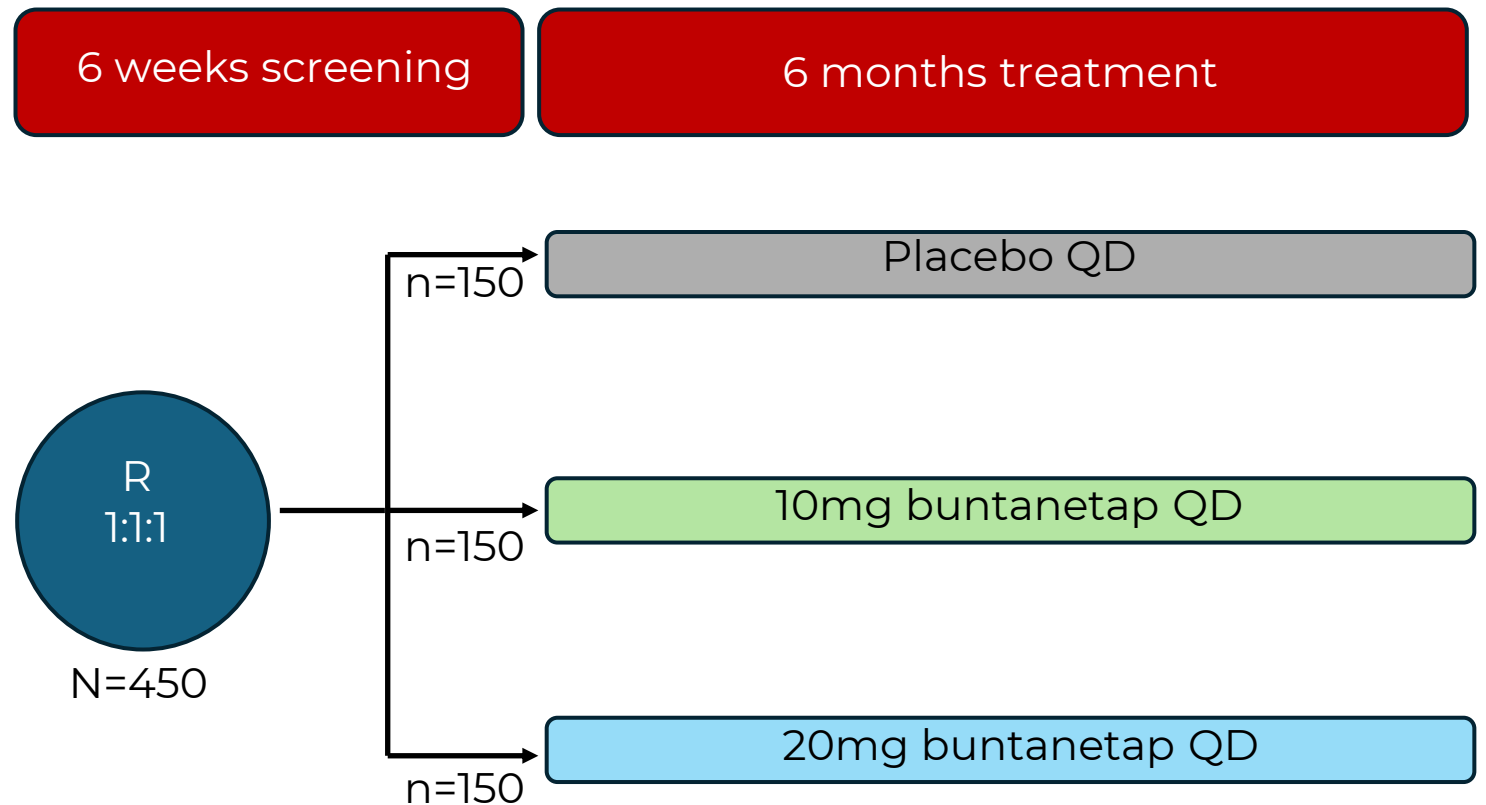 6 weeks screening
6 months treatment
n=150
Placebo QD
R
1:1:1
N=450
n=150
10mg buntanetap QD
n=150
20mg buntanetap QD